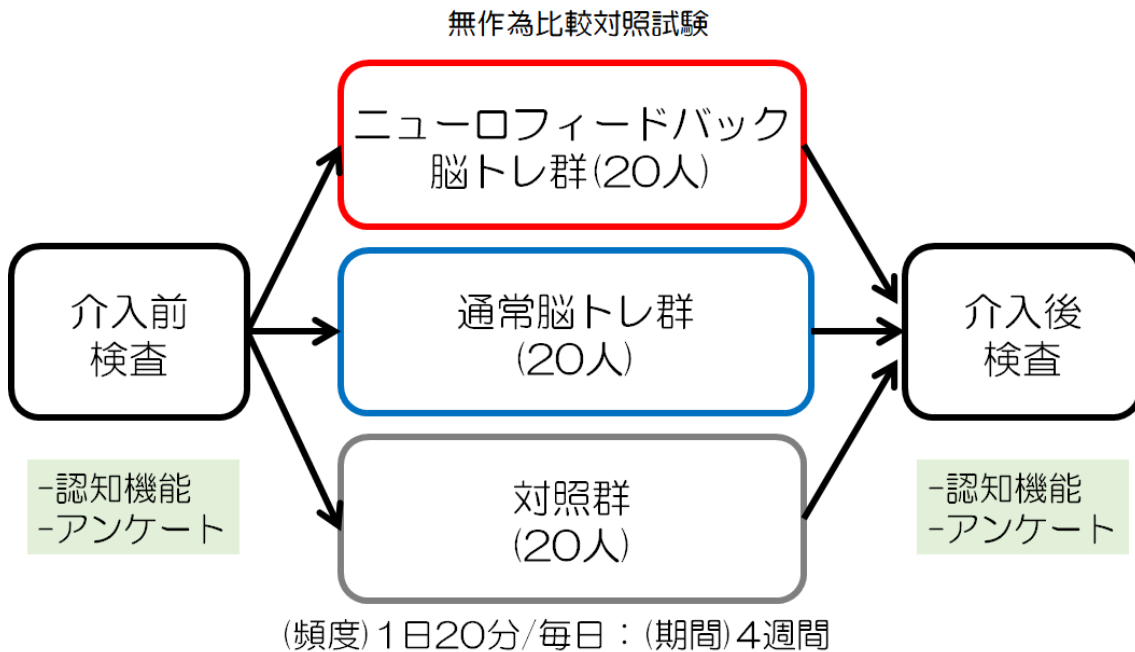 無作為比較対照試験
ニューロフィードバック
脳トレ群(20人)
介入前
検査
通常脳トレ群
(20人)
介入後
検査
-認知機能
-アンケート
対照群
(20人)
-認知機能
-アンケート
(頻度)1日20分/毎日:(期間)4週間